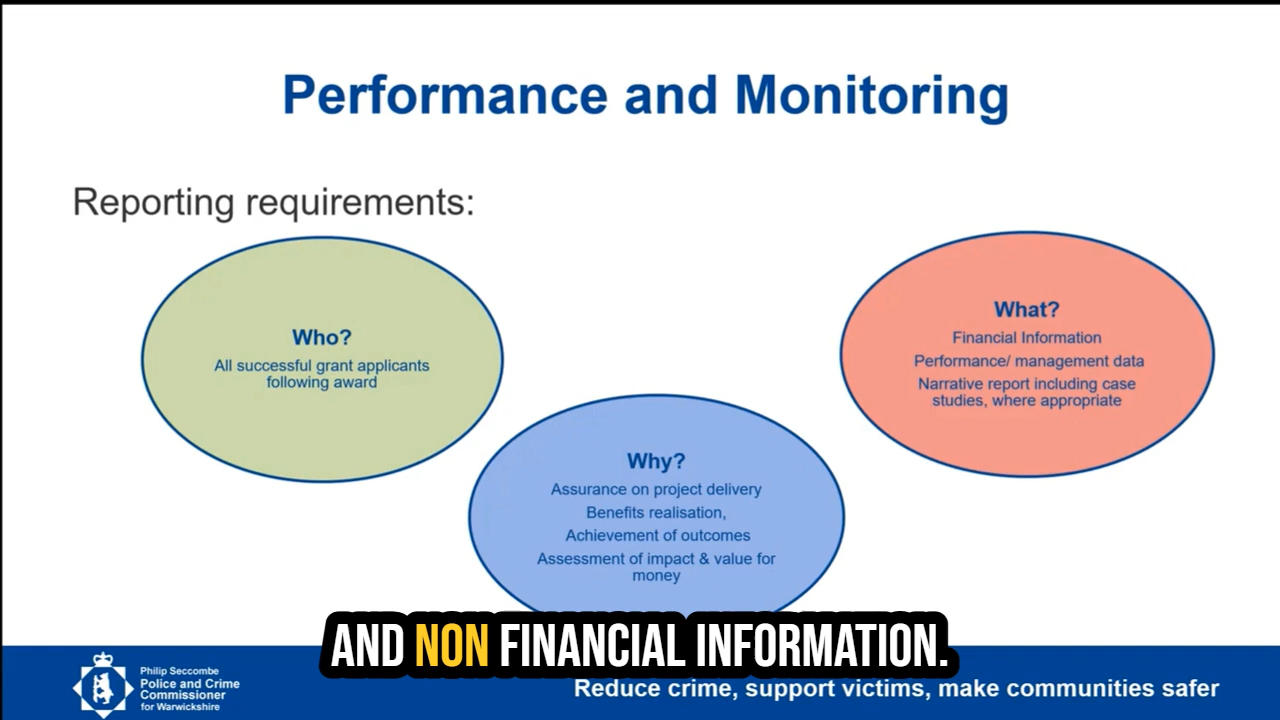 Performance and Monitoring
Reporting requirements:
Who?
All successful grant applicants
following award
Why?
Assurance on project delivery
Benefits realisation,
Achievement of outcomes
Assessment of impact & value for
money
What?
Financial Information
Performance/ management data
Narrative report including case
studies, where appropriate
AND NON FINANCIAL INFORMATION.
Philip Seccombe
Police and Crime
Commissioner
for Warwickshire
Reduce crime, support victims, make communities safer